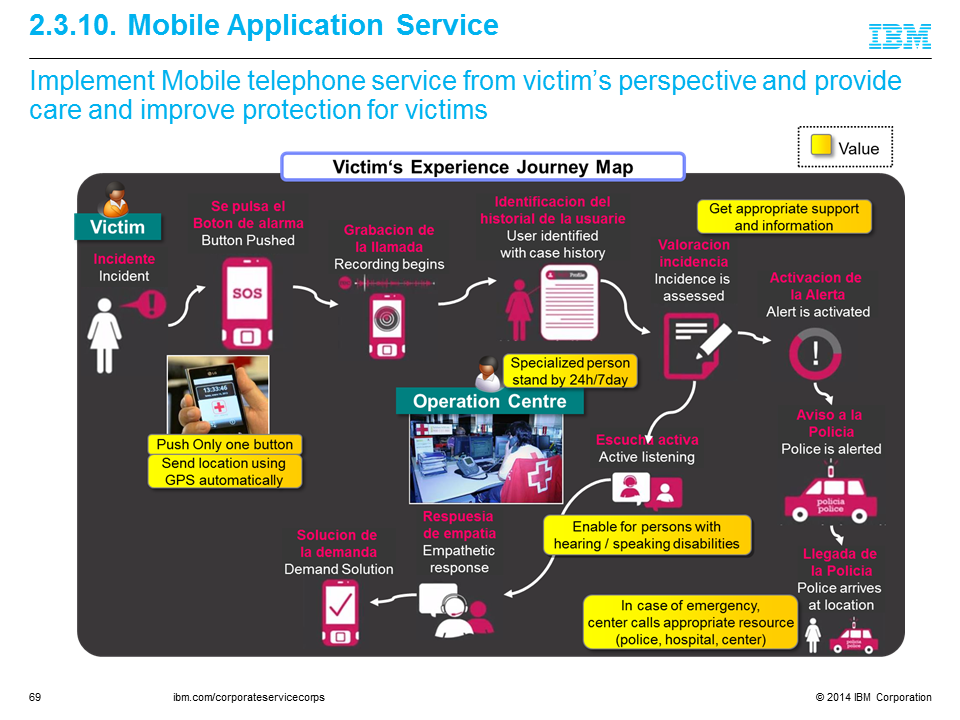 2.3.10. Mobile Application Service
IBM
Implement Mobile telephone service from victim's perspective and provide
care and improve protection for victims
Value
Victim's Experience Journey Map
Victim
Incidente
Incident
Se pulsa el
Boton de alarma
Button Pushed
SOS
Grabacion de
la llamada
Recording begins
Identificacion del
historial de la usuarie
User identified
with case history
Profile
Get appropriate support
and information
Valoracion
incidencia
Incidence is
assessed
Activacion de
la Alerta
Alert is activated
13:33:46
Push Only one button
Send location using
GPS automatically
Specialized person
stand by 24h/7day
Operation Centre
Escucha activa
Active listening
Aviso a la
Policia
Police is alerted
policia
police
Enable for persons with
hearing / speaking disabilities
Respuesia
de empatia
Empathetic
response
Solucion de
la demanda
Demand Solution
Llegada de
la Policia
Police arrives
at location
policia
police
In case of emergency,
center calls appropriate resource
(police, hospital, center)
69
ibm.com/corporateservicecorps
© 2014 IBM Corporation